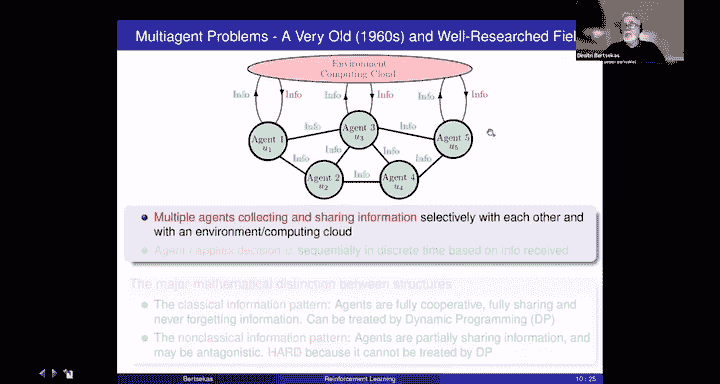 Multiagent Problems - A Very Old (1960s) and Well-Researched Fiel
Environment
Computing Cloud
Info
Info
Info
Info
Info
Info
Agent 1
u1
Info
Agent 3
u3
Info
Agent 5
u5
Info
Info
Info
Info
Agent 2
u2
Info
Agent 4
u4
Multiple agents collecting and sharing information selectively with each other and
with an environment/computing cloud
Agent i applies decision sequentially in discrete time based on info received
The major mathematical distinction between structures
The classical information pattern: Agents are fully cooperative, fully sharing and
never forgetting information. Can be treated by Dynamic Programming (DP)
The nonclassical information pattern: Agents are partially sharing information, and
may be antagonistic. HARD because it cannot be treated by DP
Bertsekas
Reinforcement Learning
10 / 25